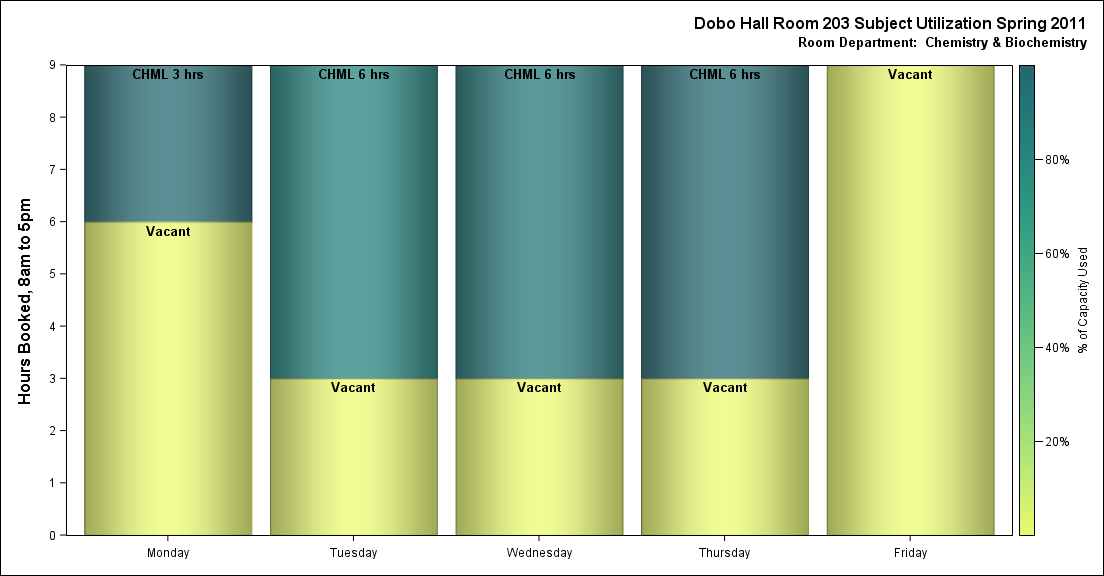 Dobo Hall Room 203 Subject Utilization Spring 2011
Room Department:  Chemistry & Biochemistry
Hours Booked, 8am to 5pm
9
8
7
6
5
4
3
2
1
0
CHML 3 hrs
Vacant
CHML 6 hrs
Vacant
CHML 6 hrs
Vacant
CHML 6 hrs
Vacant
Vacant
Monday
Tuesday
Wednesday
Thursday
Friday
80%
60%
40%
20%
% of Capacity Used